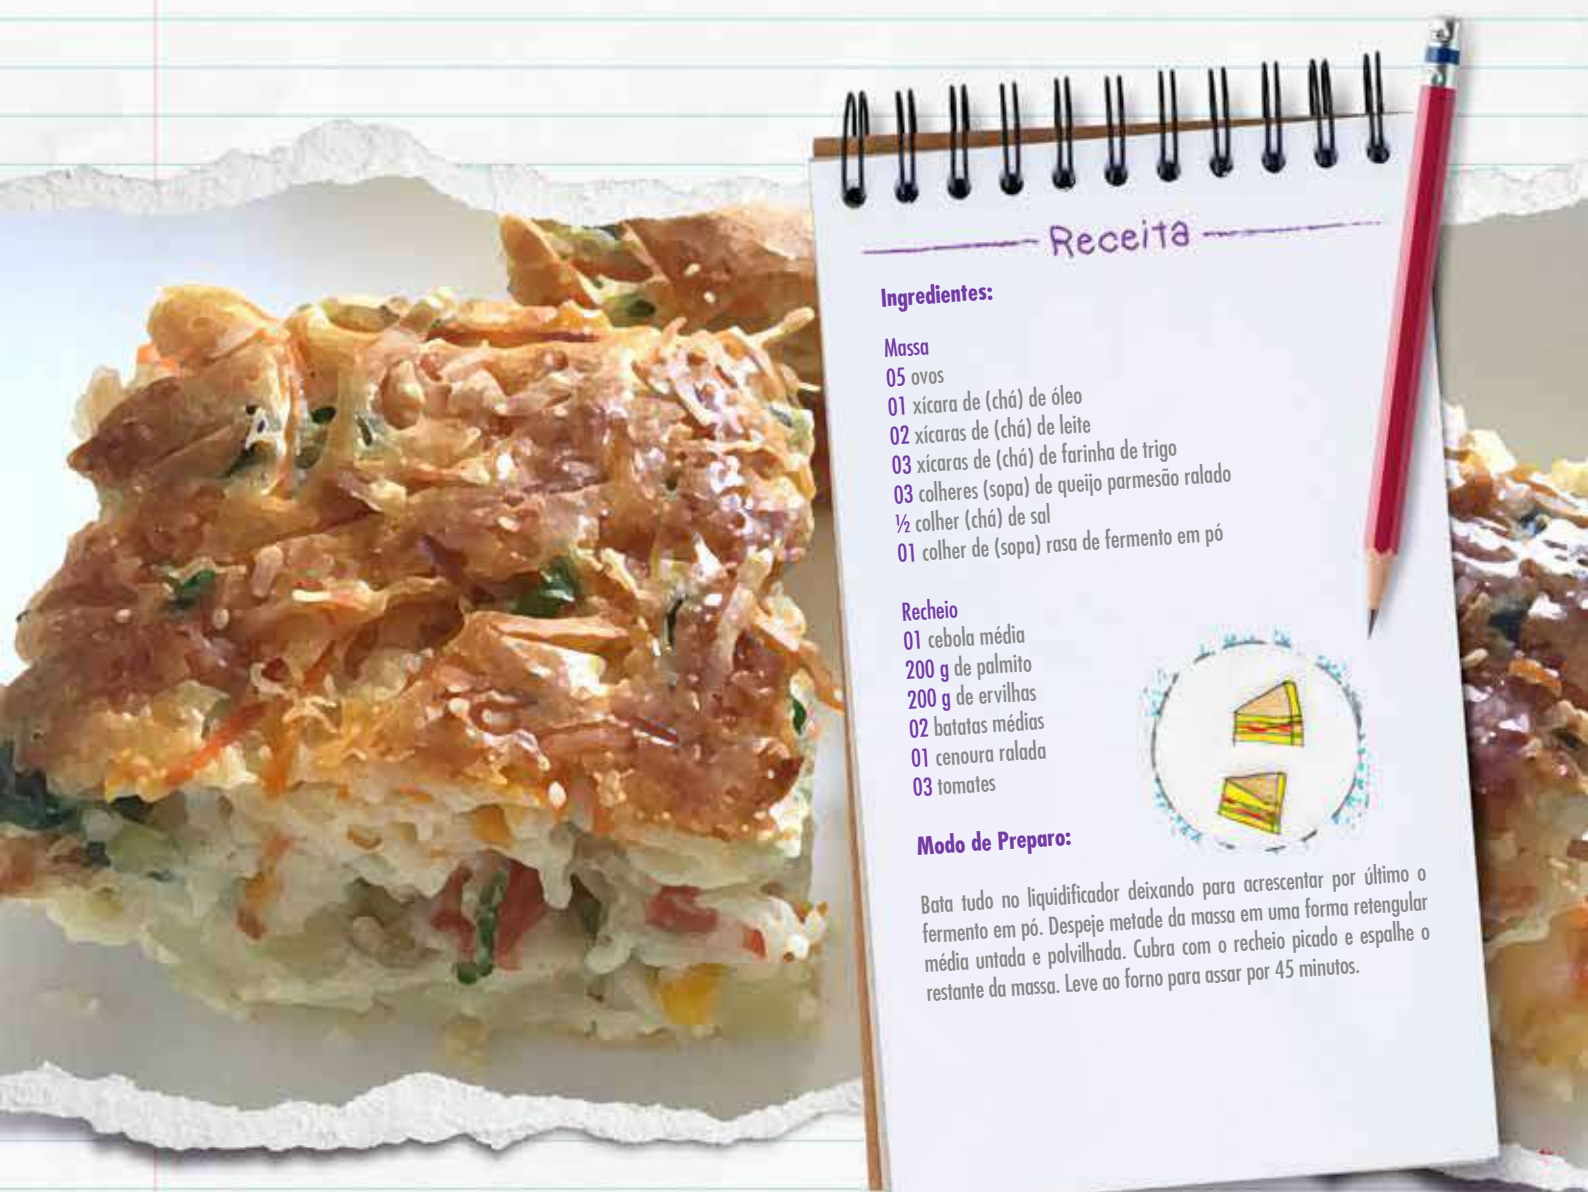 Receita
Ingredientes:
Massa
05 ovos
01 xícara de (chá) de óleo
02 xícaras de (chá) de leite
03 xícaras de (chá) de farinha de trigo
03 colheres (sopa) de queijo parmesão ralado
½ colher (chá) de sal
01 colher de (sopa) rasa de fermento em pó
Recheio
01 cebola média
200 g de palmito
200 g de ervilhas
02 batatas médias
01 cenoura ralada
03 tomates
Modo de Preparo:
Bata tudo no liquidificador deixando para acrescentar por último o
fermento em pó. Despeje metade da massa em uma forma retengular
média untada e polvilhada. Cubra com o recheio picado e espalhe o
restante da massa. Leve ao forno para assar por 45 minutos.